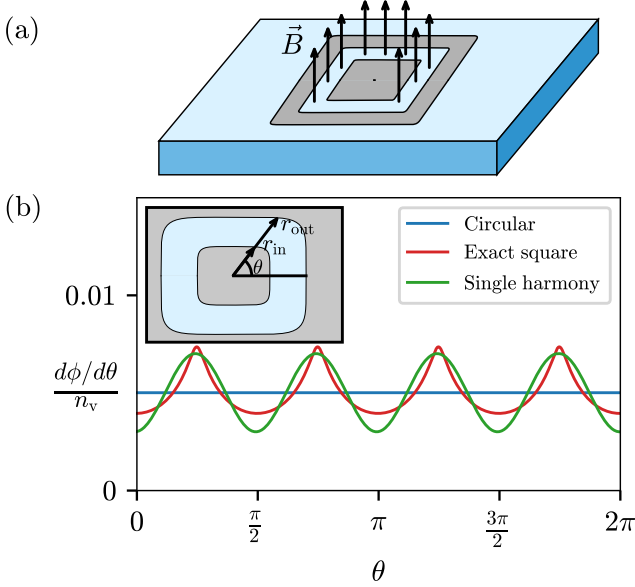 (a)
B⃗
(b)
r_out
r_in
θ
Circular
Exact square
Single harmony
0.01
dϕ/dθ
n_v
0
0
π/2
π
3π/2
2π
θ